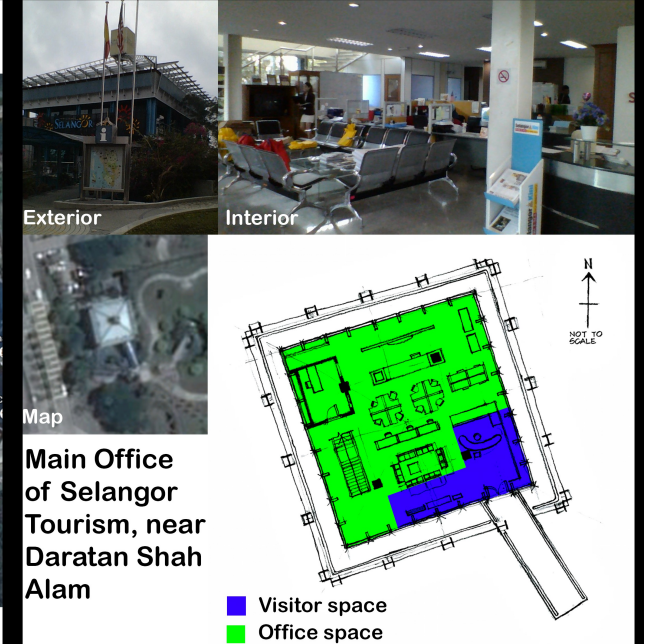 SELANGOR
i
Exterior
Interior
Map
N
NOT TO
SCALE
Main Office
of Selangor
Tourism, near
Daratan Shah
Alam
Visitor space
Office space